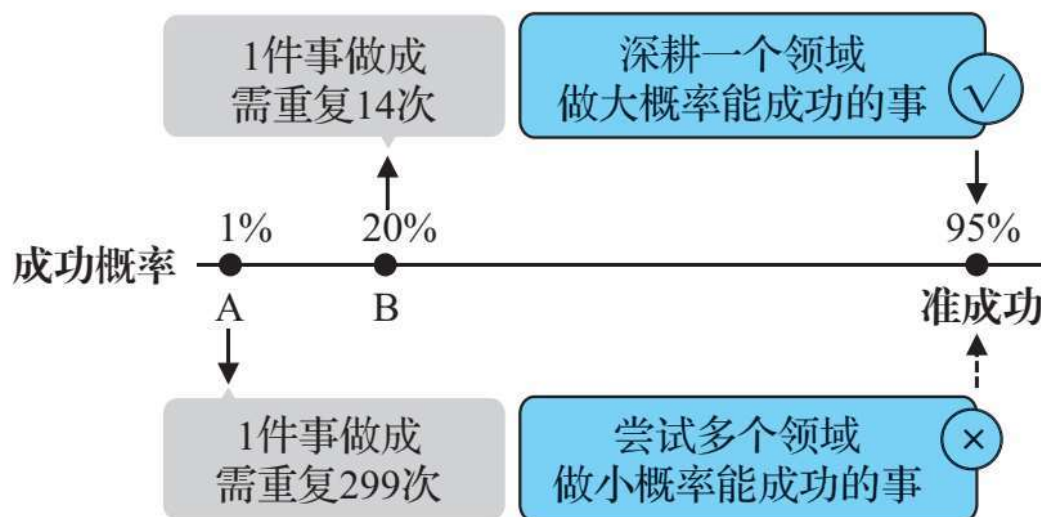 1件事做成
需重复14次
深耕一个领域
做大概率能成功的事
√
1%
20%
95%
成功概率
A
B
准成功
1件事做成
需重复299次
尝试多个领域
做小概率能成功的事
×